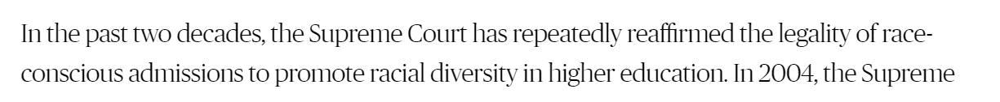 In the past two decades, the Supreme Court has repeatedly reaffirmed the legality of race-
conscious admissions to promote racial diversity in higher education. In 2004, the Supreme